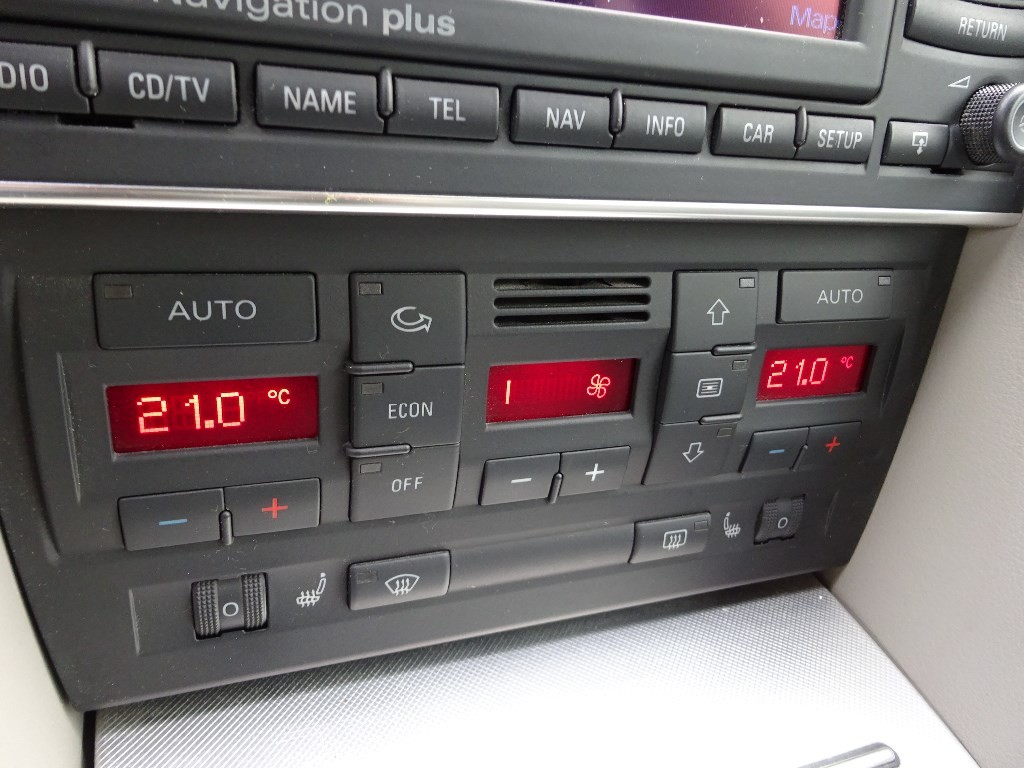 Navigation plus
Map
RETURN
DIO
CD/TV
NAME
TEL
NAV
INFO
CAR
SETUP
AUTO
AUTO
21.0 °C
ECON
1
21.0 °C
OFF
− +
− +
− +
O
O